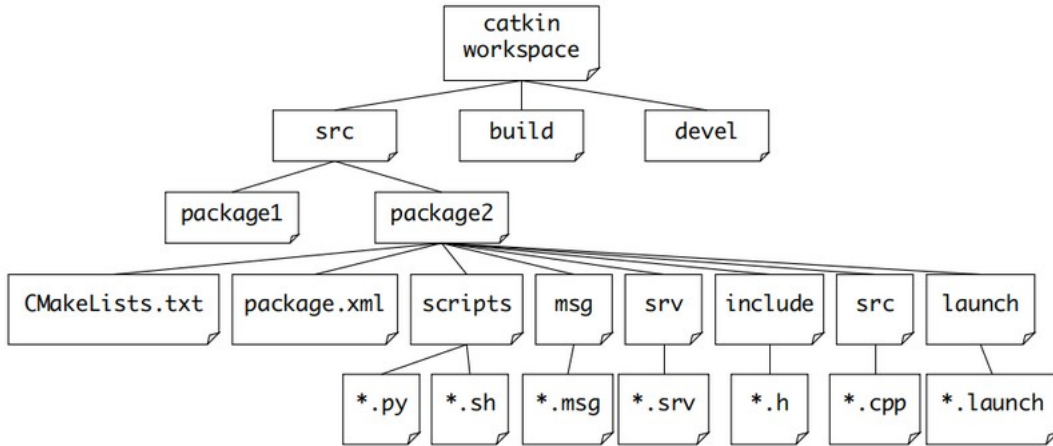 catkin
workspace
src
build
devel
package1
package2
CMakeLists.txt
package.xml
scripts
msg
srv
include
src
launch
*.py
*.sh
*.msg
*.srv
*.h
*.cpp
*.launch